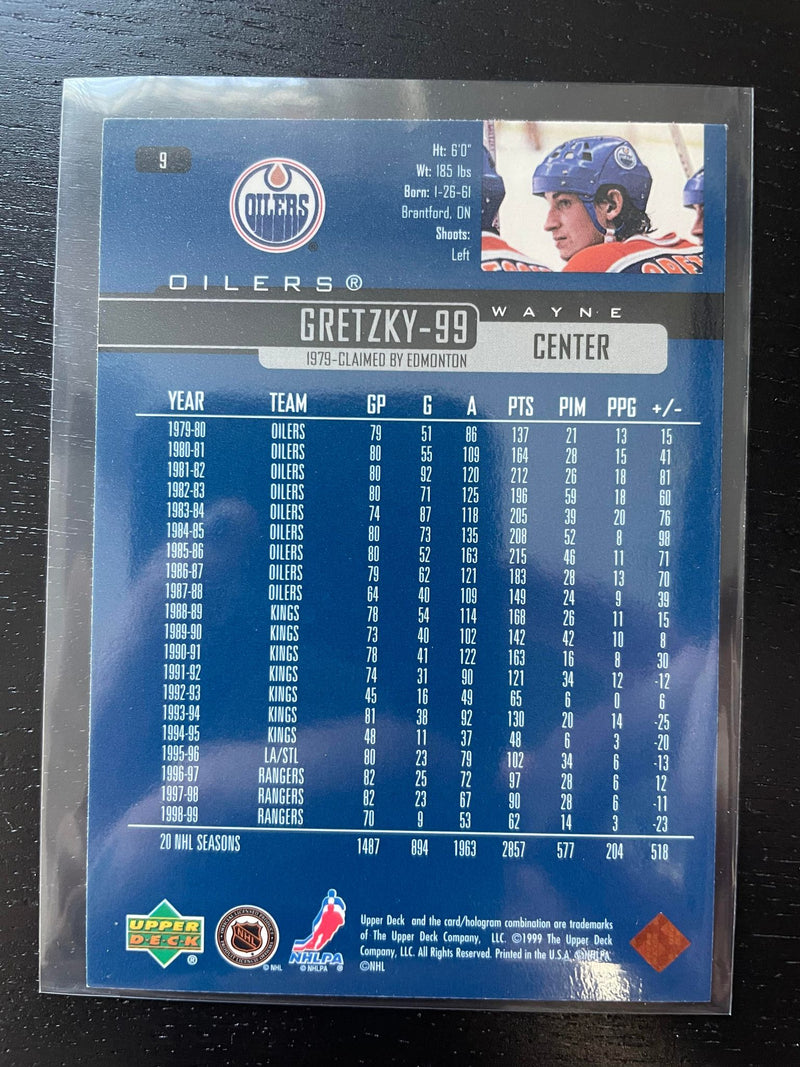 9
Ht: 6'0"
Wt: 185 lbs
Born: 1-26-61
Brantford, ON
Shoots:
Left
OILERS
®
OILERS®
WAYNE
GRETZKY-99
CENTER
1979-CLAIMED BY EDMONTON
YEAR TEAM GP G A PTS PIM PPG +/-
1979-80 OILERS 79 51 86 137 21 13 15
1980-81 OILERS 80 55 109 164 28 15 41
1981-82 OILERS 80 92 120 212 26 18 81
1982-83 OILERS 80 71 125 196 59 18 60
1983-84 OILERS 74 87 118 205 39 20 76
1984-85 OILERS 80 73 135 208 52 8 98
1985-86 OILERS 80 52 163 215 46 11 71
1986-87 OILERS 79 62 121 183 28 13 70
1987-88 OILERS 64 40 109 149 24 9 39
1988-89 KINGS 78 54 114 168 26 11 15
1989-90 KINGS 73 40 102 142 42 10 8
1990-91 KINGS 78 41 122 163 16 8 30
1991-92 KINGS 74 31 90 121 34 12 -12
1992-93 KINGS 45 16 49 65 6 0 6
1993-94 KINGS 81 38 92 130 20 14 -25
1994-95 KINGS 48 11 37 48 6 3 -20
1995-96 LA/STL 80 23 79 102 34 6 -13
1996-97 RANGERS 82 25 72 97 28 6 12
1997-98 RANGERS 82 23 67 90 28 6 -11
1998-99 RANGERS 70 9 53 62 14 3 -23
20 NHL SEASONS 1487 894 1963 2857 577 204 518
UPPER
DECK
®
NHL
© NHL
NHLPA
© NHLPA ®
Upper Deck and the card/hologram combination are trademarks
of The Upper Deck Company, LLC. ©1999 The Upper Deck
Company, LLC. All Rights Reserved. Printed in the U.S.A. ©NHLPA
©NHL